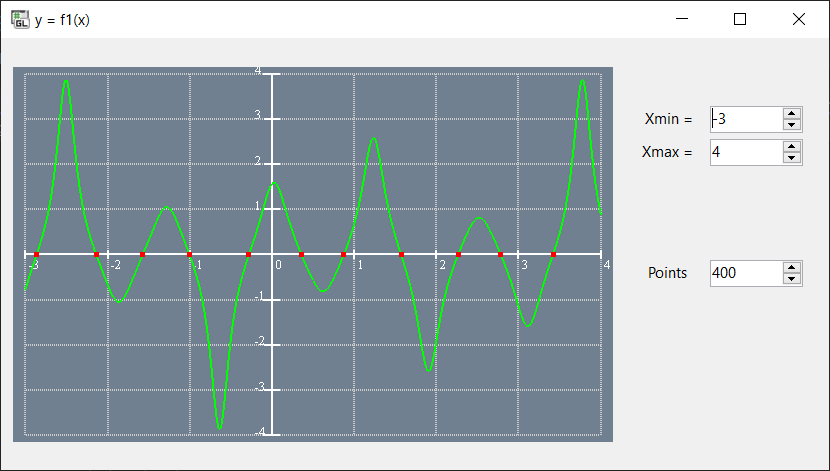 GL y = f1(x)
4
3
2
1
-3 -2 -1 0 1 2 3 4
-1
-2
-3
-4
Xmin = -3
Xmax = 4
Points 400